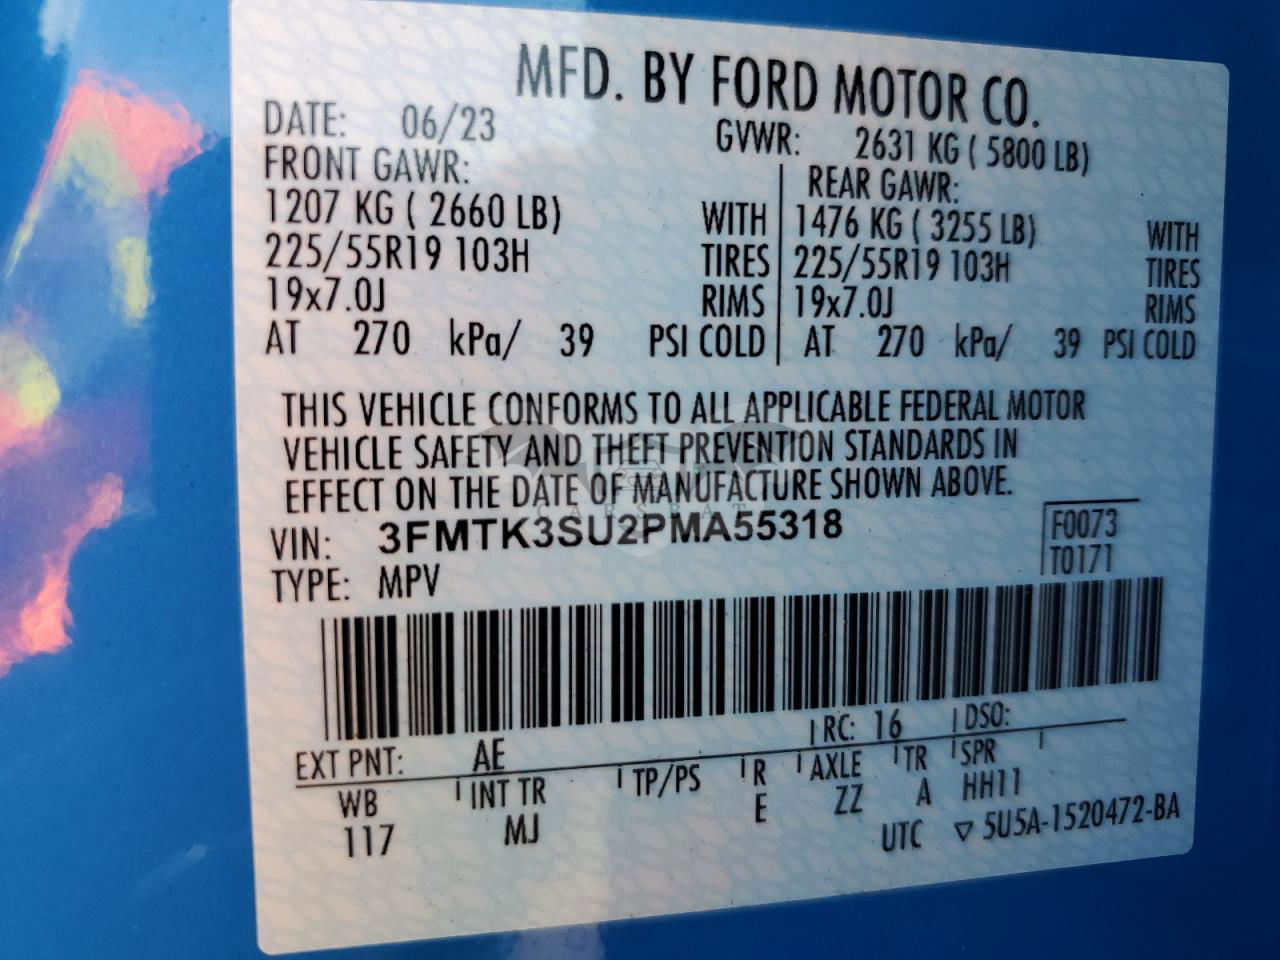 MFD. BY FORD MOTOR CO.
DATE: 06/23 GVWR: 2631 KG ( 5800 LB)
FRONT GAWR: REAR GAWR:
1207 KG ( 2660 LB) WITH 1476 KG ( 3255 LB) WITH
225/55R19 103H TIRES 225/55R19 103H TIRES
19x7.0J RIMS 19x7.0J RIMS
AT 270 kPa/ 39 PSI COLD AT 270 kPa/ 39 PSI COLD
THIS VEHICLE CONFORMS TO ALL APPLICABLE FEDERAL MOTOR
VEHICLE SAFETY AND THEFT PREVENTION STANDARDS IN
EFFECT ON THE DATE OF MANUFACTURE SHOWN ABOVE.
CARSBAT
VIN: 3FMTK3SU2PMA55318 F0073
TYPE: MPV T0171
EXT PNT: AE RC: 16 DSO:
WB INT TR TP/PS R AXLE TR SPR
117 MJ E ZZ A HH11
UTC ▽ 5U5A-1520472-BA